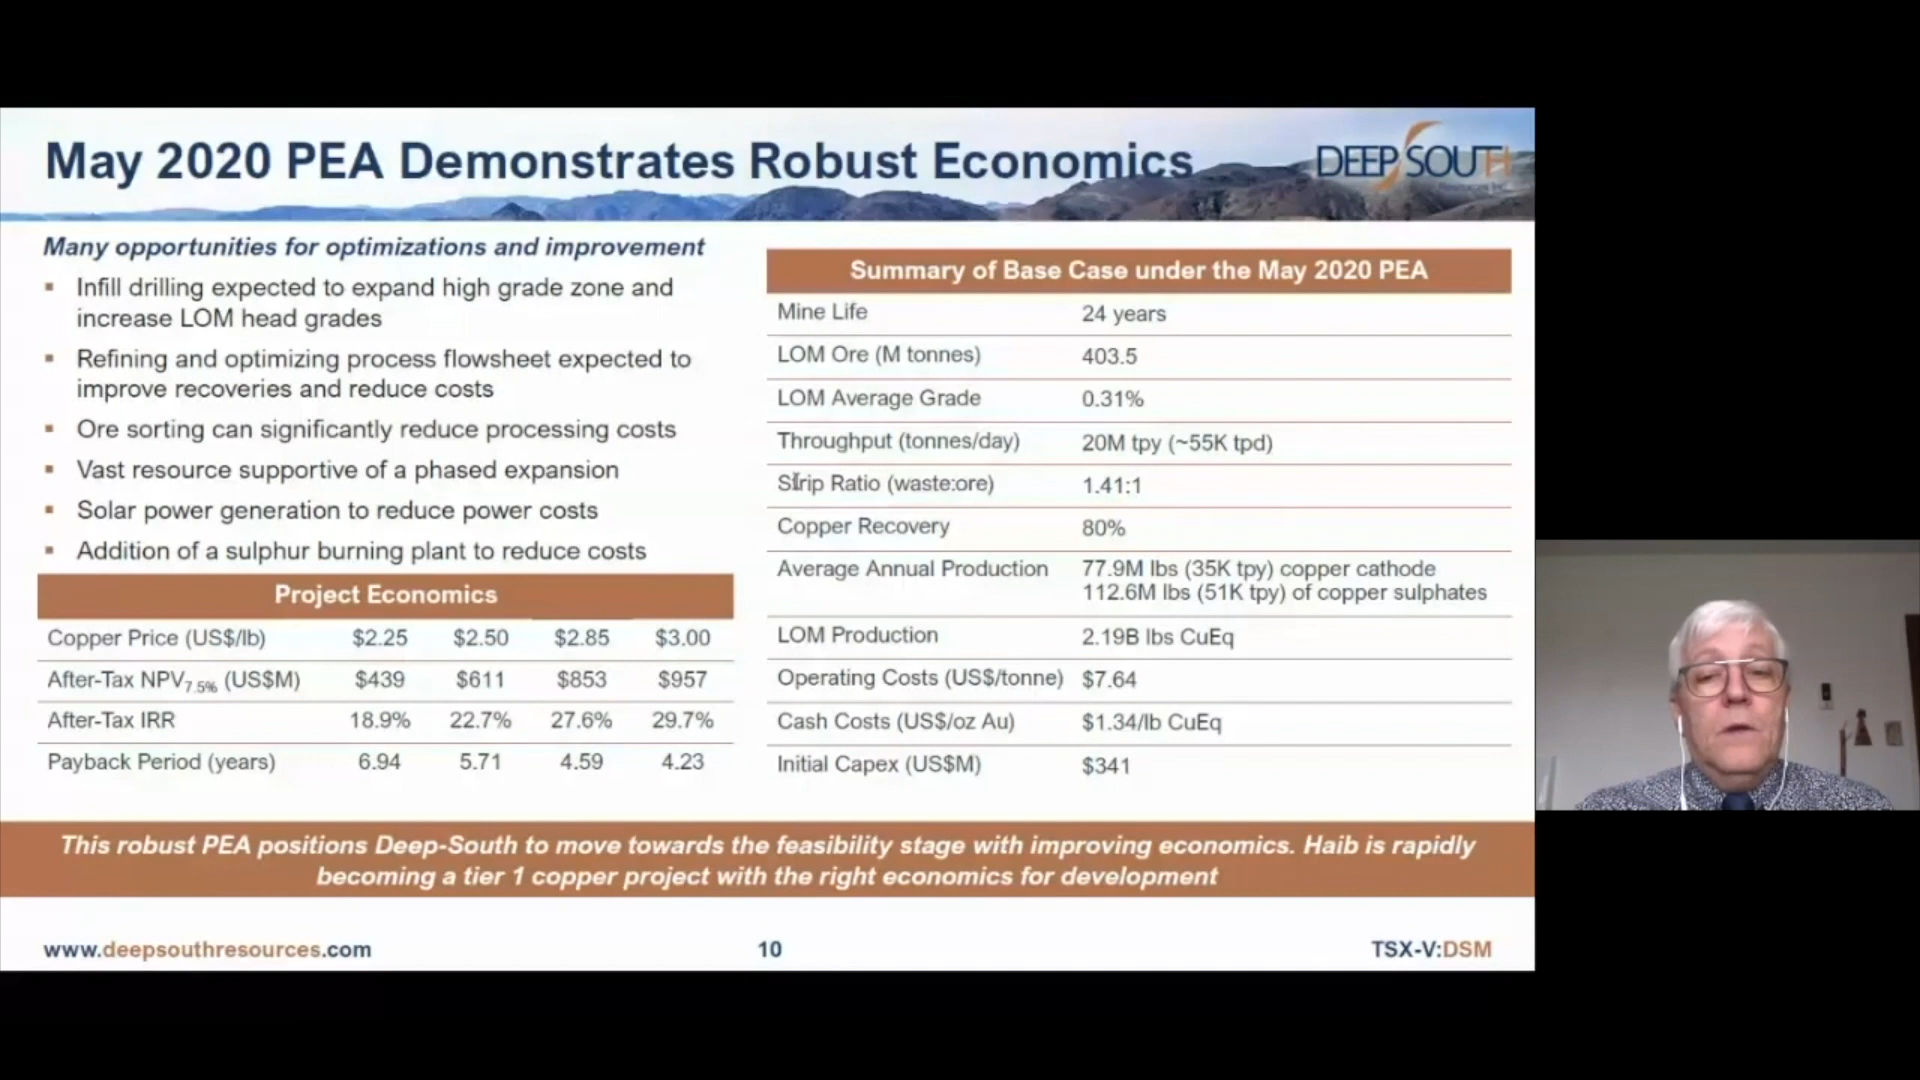 May 2020 PEA Demonstrates Robust Economics
DEEP SOUTH
Many opportunities for optimizations and improvement
▪ Infill drilling expected to expand high grade zone and
increase LOM head grades
▪ Refining and optimizing process flowsheet expected to
improve recoveries and reduce costs
▪ Ore sorting can significantly reduce processing costs
▪ Vast resource supportive of a phased expansion
▪ Solar power generation to reduce power costs
▪ Addition of a sulphur burning plant to reduce costs
Project Economics
Copper Price (US$/lb) $2.25 $2.50 $2.85 $3.00
After-Tax NPV7.5% (US$M) $439 $611 $853 $957
After-Tax IRR 18.9% 22.7% 27.6% 29.7%
Payback Period (years) 6.94 5.71 4.59 4.23
Summary of Base Case under the May 2020 PEA
Mine Life 24 years
LOM Ore (M tonnes) 403.5
LOM Average Grade 0.31%
Throughput (tonnes/day) 20M tpy (~55K tpd)
Strip Ratio (waste:ore) 1.41:1
Copper Recovery 80%
Average Annual Production 77.9M lbs (35K tpy) copper cathode
112.6M lbs (51K tpy) of copper sulphates
LOM Production 2.19B lbs CuEq
Operating Costs (US$/tonne) $7.64
Cash Costs (US$/oz Au) $1.34/lb CuEq
Initial Capex (US$M) $341
This robust PEA positions Deep-South to move towards the feasibility stage with improving economics. Haib is rapidly
becoming a tier 1 copper project with the right economics for development
www.deepsouthresources.com
10
TSX-V:DSM